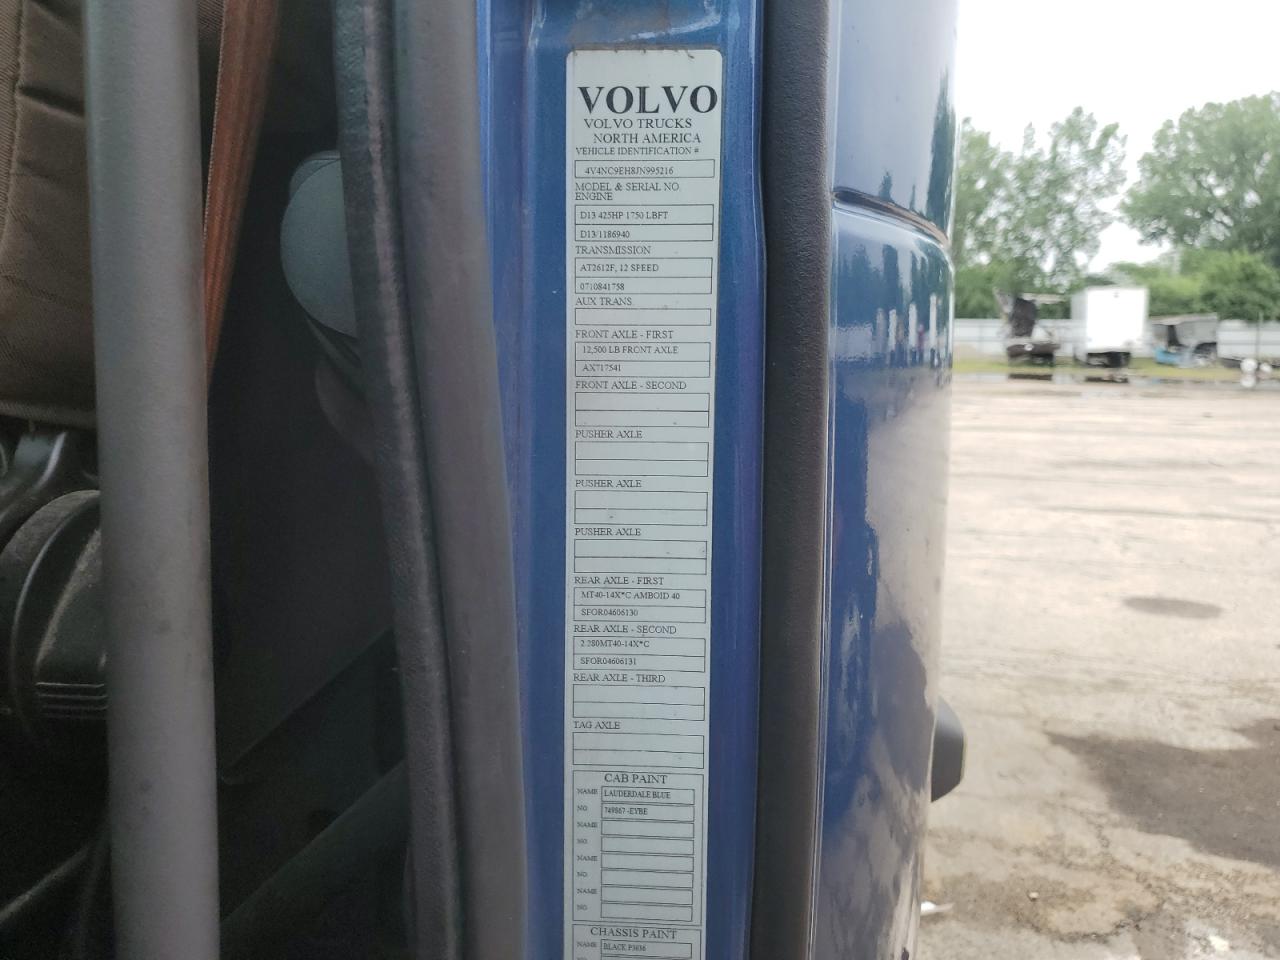 VOLVO
VOLVO TRUCKS
NORTH AMERICA
VEHICLE IDENTIFICATION #
4V4NC9EH8JN995216
MODEL & SERIAL NO.
ENGINE
D13 425HP 1750 LBFT
D13/1186940
TRANSMISSION
AT2612F, 12 SPEED
0710841758
AUX TRANS.
FRONT AXLE - FIRST
12,500 LB FRONT AXLE
AX717541
FRONT AXLE - SECOND
PUSHER AXLE
PUSHER AXLE
PUSHER AXLE
REAR AXLE - FIRST
MT40-14X*C AMBOID 40
SFOR04606130
REAR AXLE - SECOND
2.280MT40-14X*C
SFOR04606131
REAR AXLE - THIRD
TAG AXLE
CAB PAINT
NAME LAUDERDALE BLUE
NO. 749867 -EYBE
NAME
NO.
NAME
NO.
NAME
NO.
CHASSIS PAINT
NAME BLACK P3036